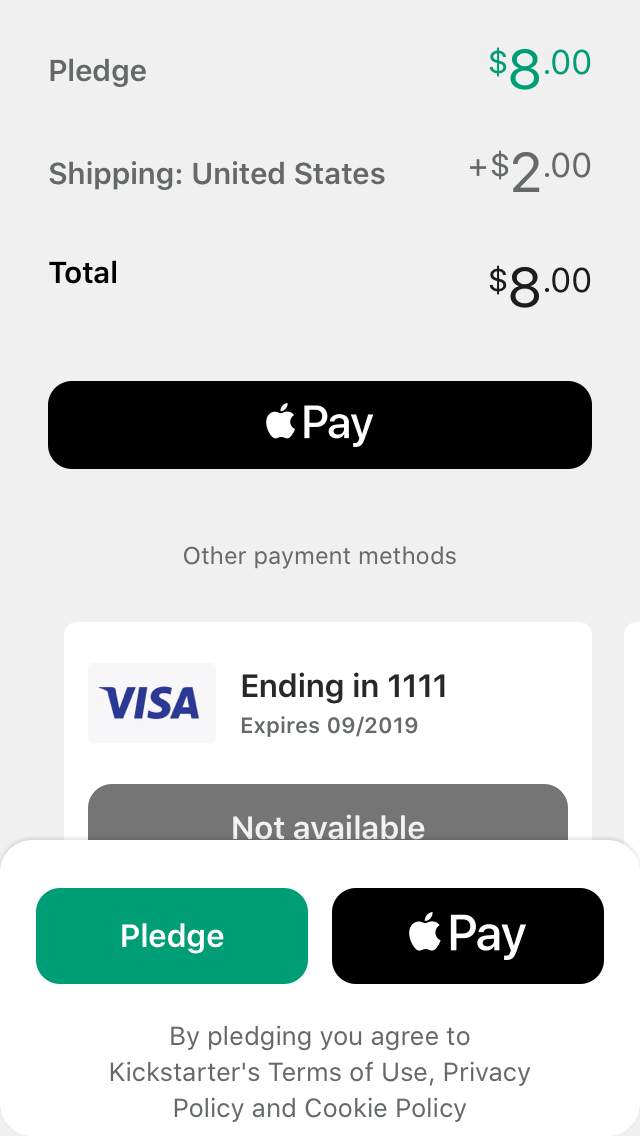 Pledge $8.00
Shipping: United States +$2.00
Total $8.00
Pay
Other payment methods
VISA Ending in 1111
Expires 09/2019
Not available
Pledge Pay
By pledging you agree to
Kickstarter's Terms of Use, Privacy
Policy and Cookie Policy